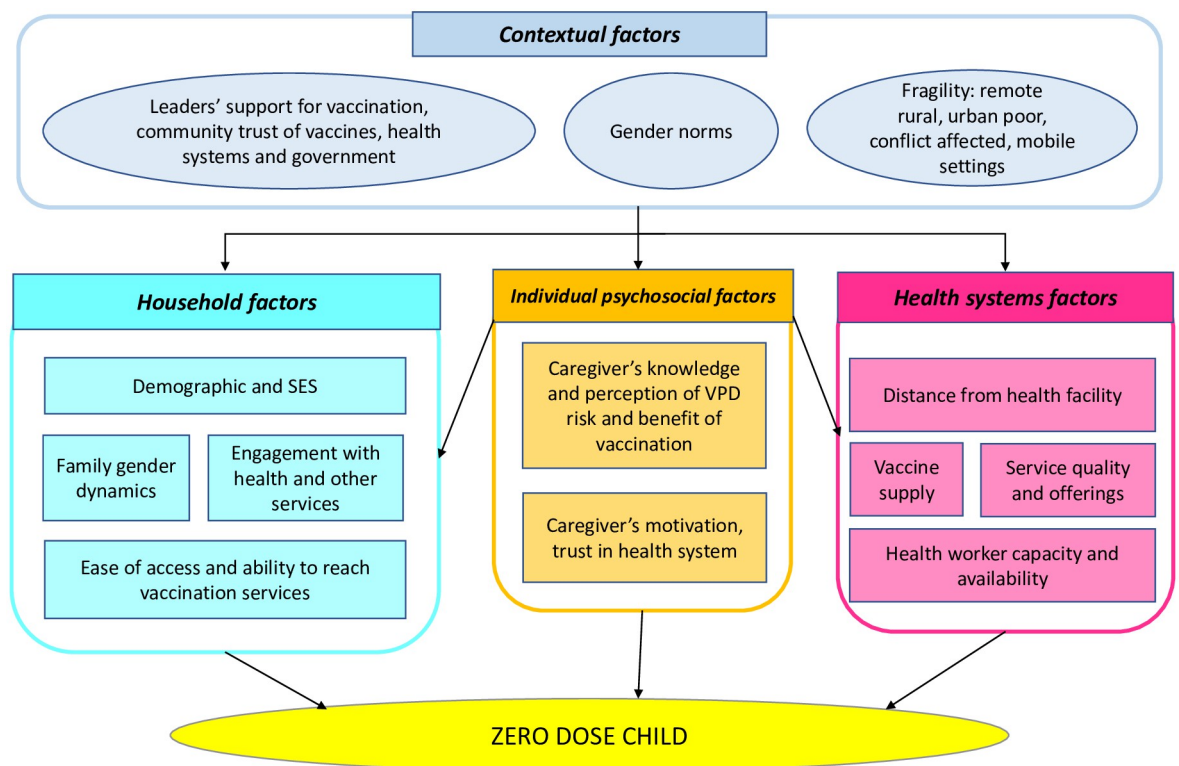 Contextual factors
Leaders’ support for vaccination,
community trust of vaccines, health
systems and government
Gender norms
Fragility: remote
rural, urban poor,
conflict affected, mobile
settings
Household factors
Demographic and SES
Family gender
dynamics
Engagement with
health and other
services
Ease of access and ability to reach
vaccination services
Individual psychosocial factors
Caregiver’s knowledge
and perception of VPD
risk and benefit of
vaccination
Caregiver’s motivation,
trust in health system
Health systems factors
Distance from health facility
Vaccine
supply
Service quality
and offerings
Health worker capacity and
availability
ZERO DOSE CHILD